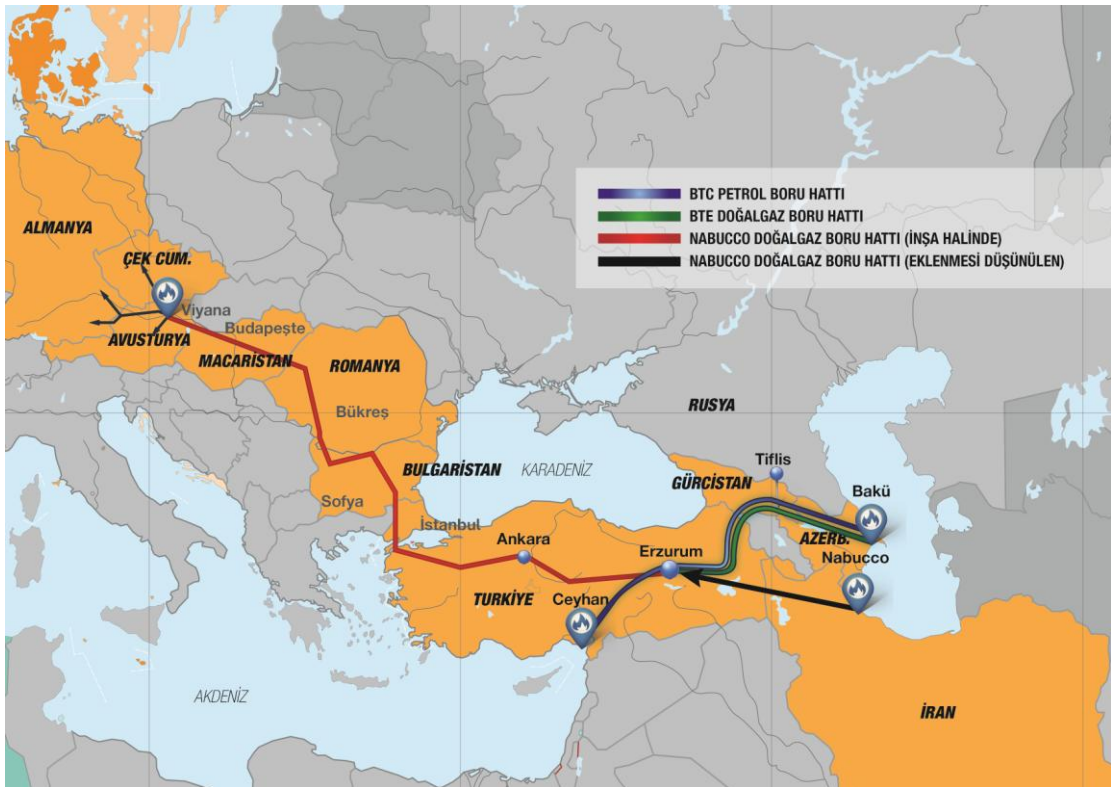 BTC PETROL BORU HATTI
BTE DOĞALGAZ BORU HATTI
NABUCCO DOĞALGAZ BORU HATTI (İNŞA HALİNDE)
NABUCCO DOĞALGAZ BORU HATTI (EKLENMESİ DÜŞÜNÜLEN)
ALMANYA
ÇEK CUM.
Viyana
Budapeşte
AVUSTURYA
MACARİSTAN
ROMANYA
Bükreş
RUSYA
BULGARİSTAN
KARADENİZ
Tiflis
GÜRCİSTAN
Bakü
Sofya
İstanbul
Ankara
Erzurum
AZERB.
Nabucco
TURKİYE
Ceyhan
AKDENİZ
İRAN